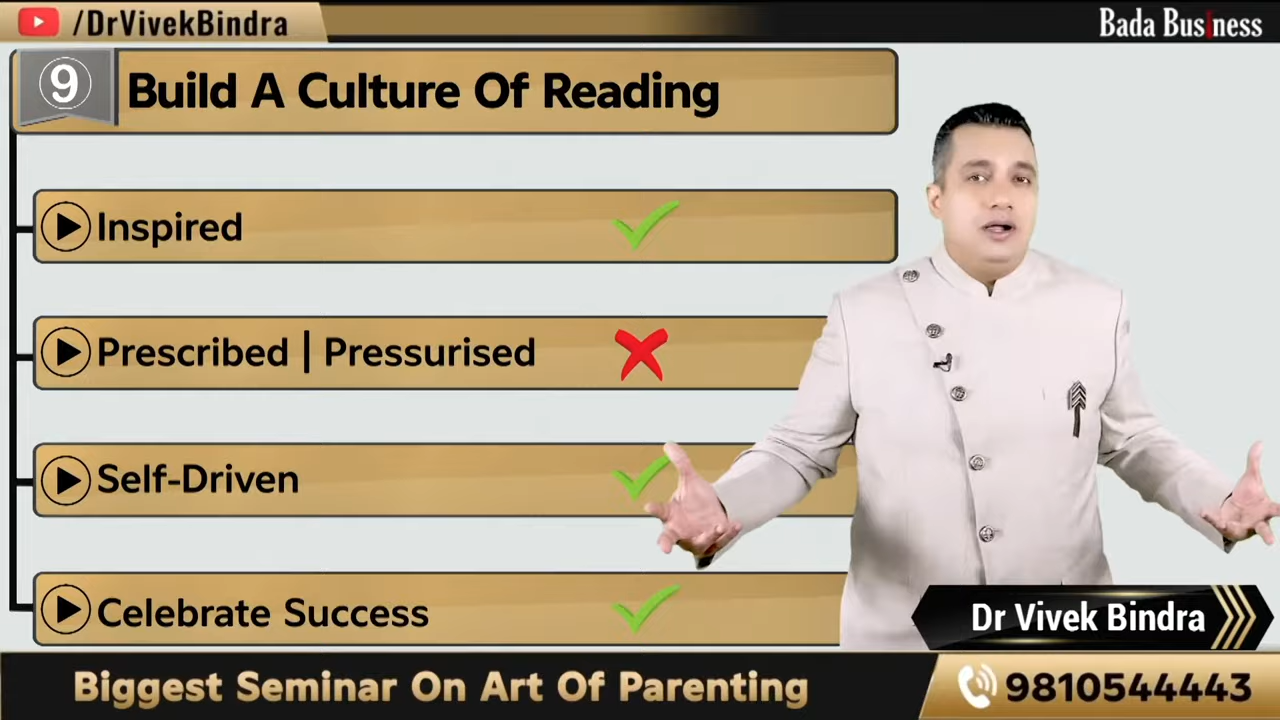 /DrVivekBindra
Bada Business
9 Build A Culture Of Reading
Inspired
Prescribed | Pressurised
Self-Driven
Celebrate Success
Dr Vivek Bindra
Biggest Seminar On Art Of Parenting
9810544443